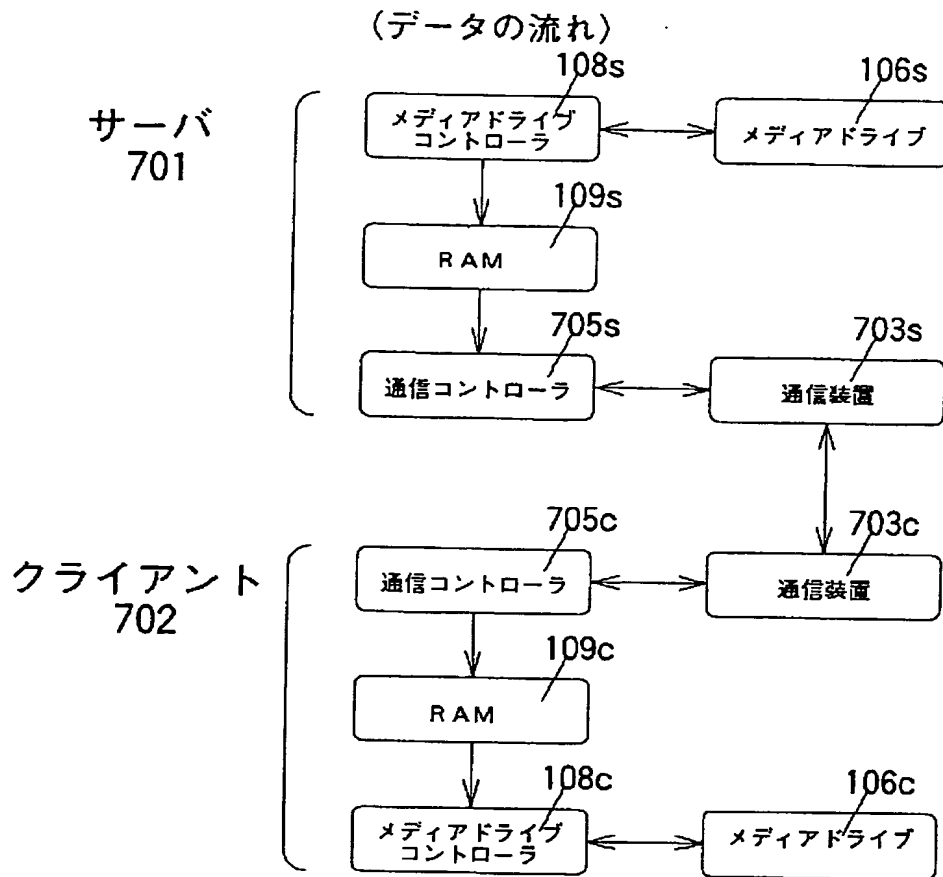 (データの流れ)
108s
106s
サーバ
701
メディアドライブ
コントローラ
メディアドライブ
109s
RAM
705s
703s
通信コントローラ
通信装置
705c
703c
クライアント
702
通信コントローラ
通信装置
109c
RAM
108c
106c
メディアドライブ
コントローラ
メディアドライブ